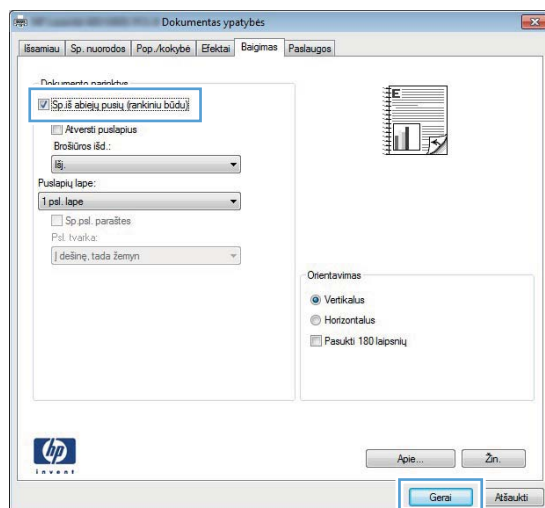 Dokumentas ypatybės
Išsamiau Sp. nuorodos Pop./kokybė Efektai Baigimas Paslaugos
Dokumento parinktys
Sp.iš abiejų pusių (rankiniu būdu)
Atversti puslapius
Brošiūros išd.:
Išj.
Puslapių lape:
1 psl. lape
Sp.psl. paraštes
Psl. tvarka:
Į dešinę, tada žemyn
E
Orientavimas
Vertikalus
Horizontalus
Pasukti 180 laipsnių
hp
invent
Apie... Žin.
Gerai Atšaukti